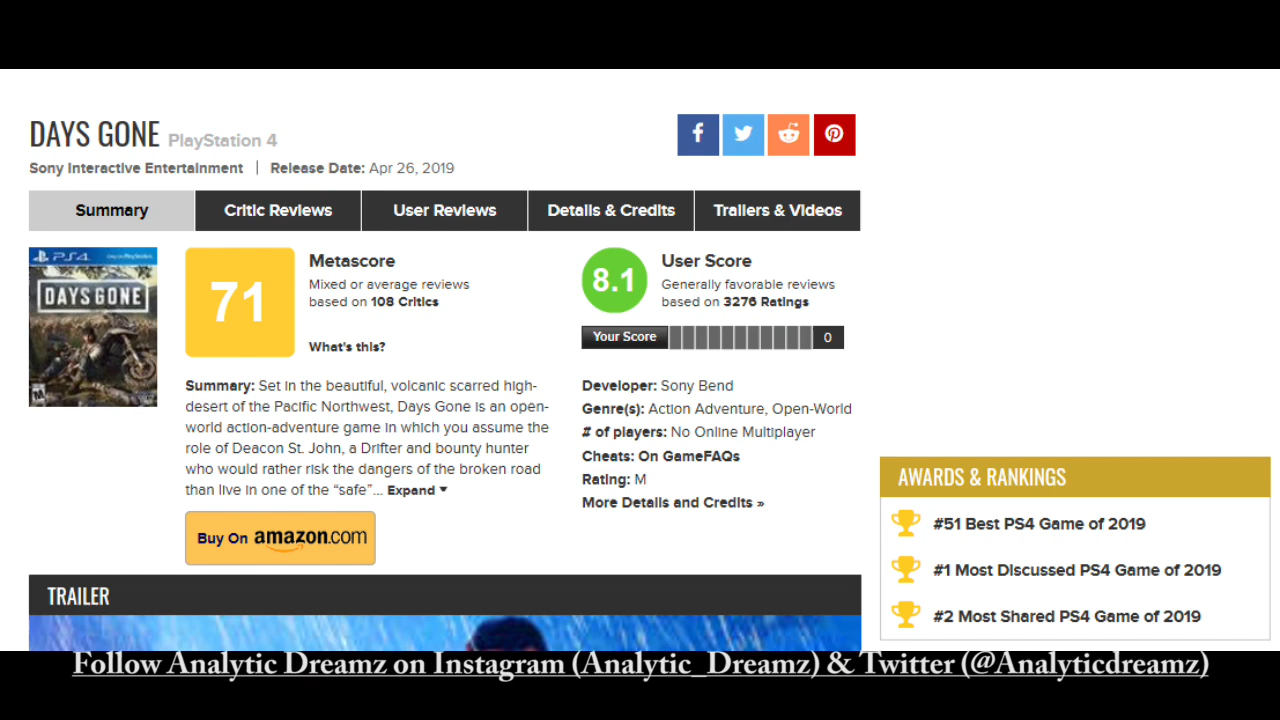 DAYS GONE PlayStation 4
Sony Interactive Entertainment | Release Date: Apr 26, 2019
Summary Critic Reviews User Reviews Details & Credits Trailers & Videos
PS4
DAYS GONE
M
71
Metascore
Mixed or average reviews
based on 108 Critics
What's this?
8.1
User Score
Generally favorable reviews
based on 3276 Ratings
Your Score 0
Summary: Set in the beautiful, volcanic scarred high-
desert of the Pacific Northwest, Days Gone is an open-
world action-adventure game in which you assume the
role of Deacon St. John, a Drifter and bounty hunter
who would rather risk the dangers of the broken road
than live in one of the “safe”... Expand
Buy On amazon.com
Developer: Sony Bend
Genre(s): Action Adventure, Open-World
# of players: No Online Multiplayer
Cheats: On GameFAQs
Rating: M
More Details and Credits »
AWARDS & RANKINGS
#51 Best PS4 Game of 2019
#1 Most Discussed PS4 Game of 2019
#2 Most Shared PS4 Game of 2019
TRAILER
Follow Analytic Dreamz on Instagram (Analytic_Dreamz) & Twitter (@Analyticdreamz)